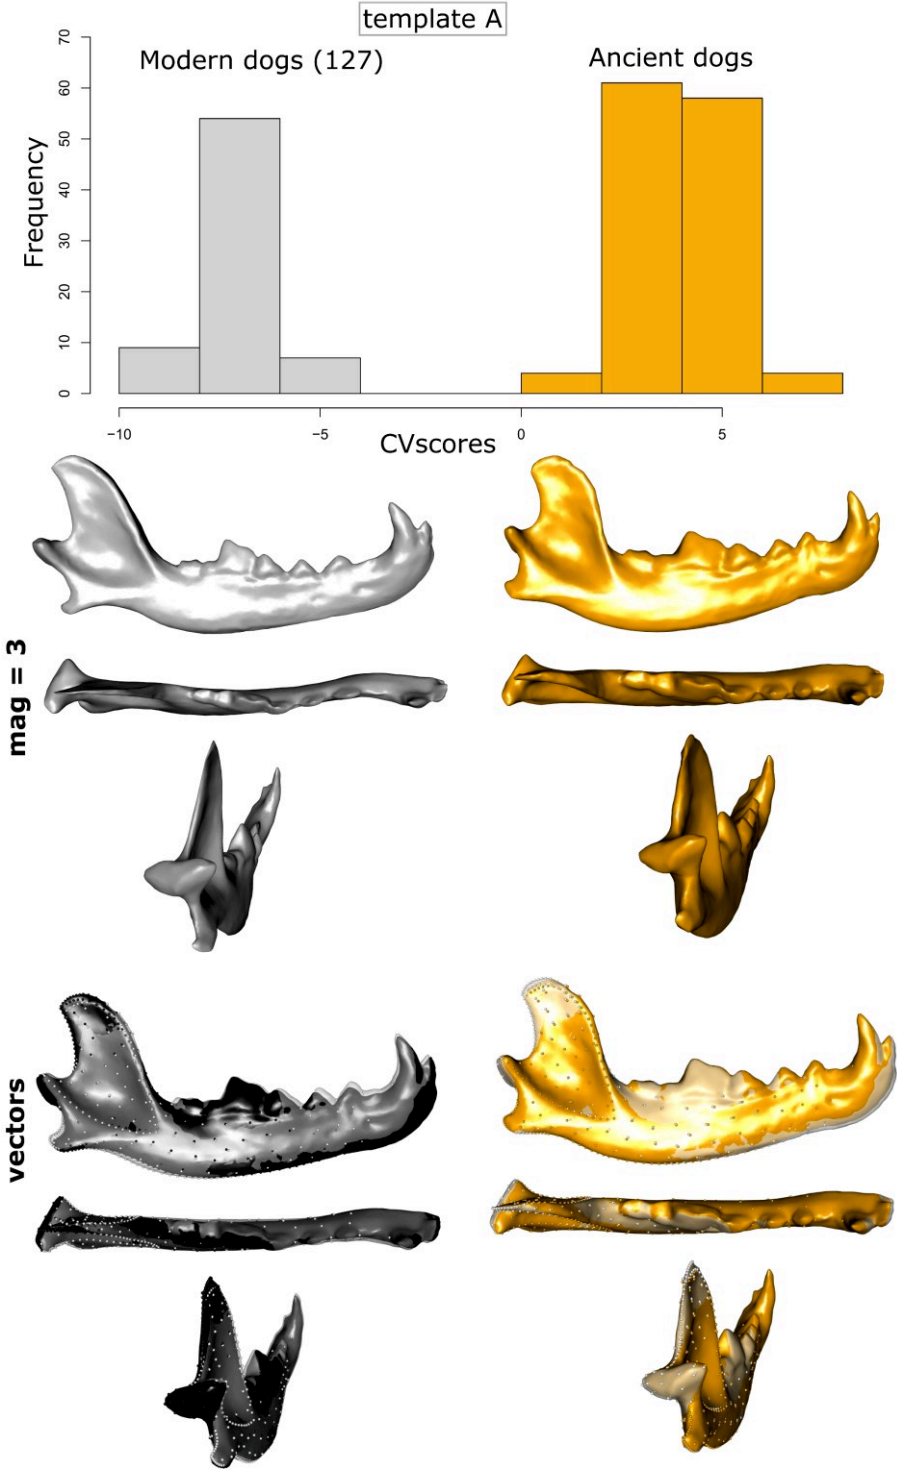 template A
Modern dogs (127)
Ancient dogs
Frequency
70
60
50
40
30
20
10
0
−10
−5
0
5
CVscores
mag = 3
vectors